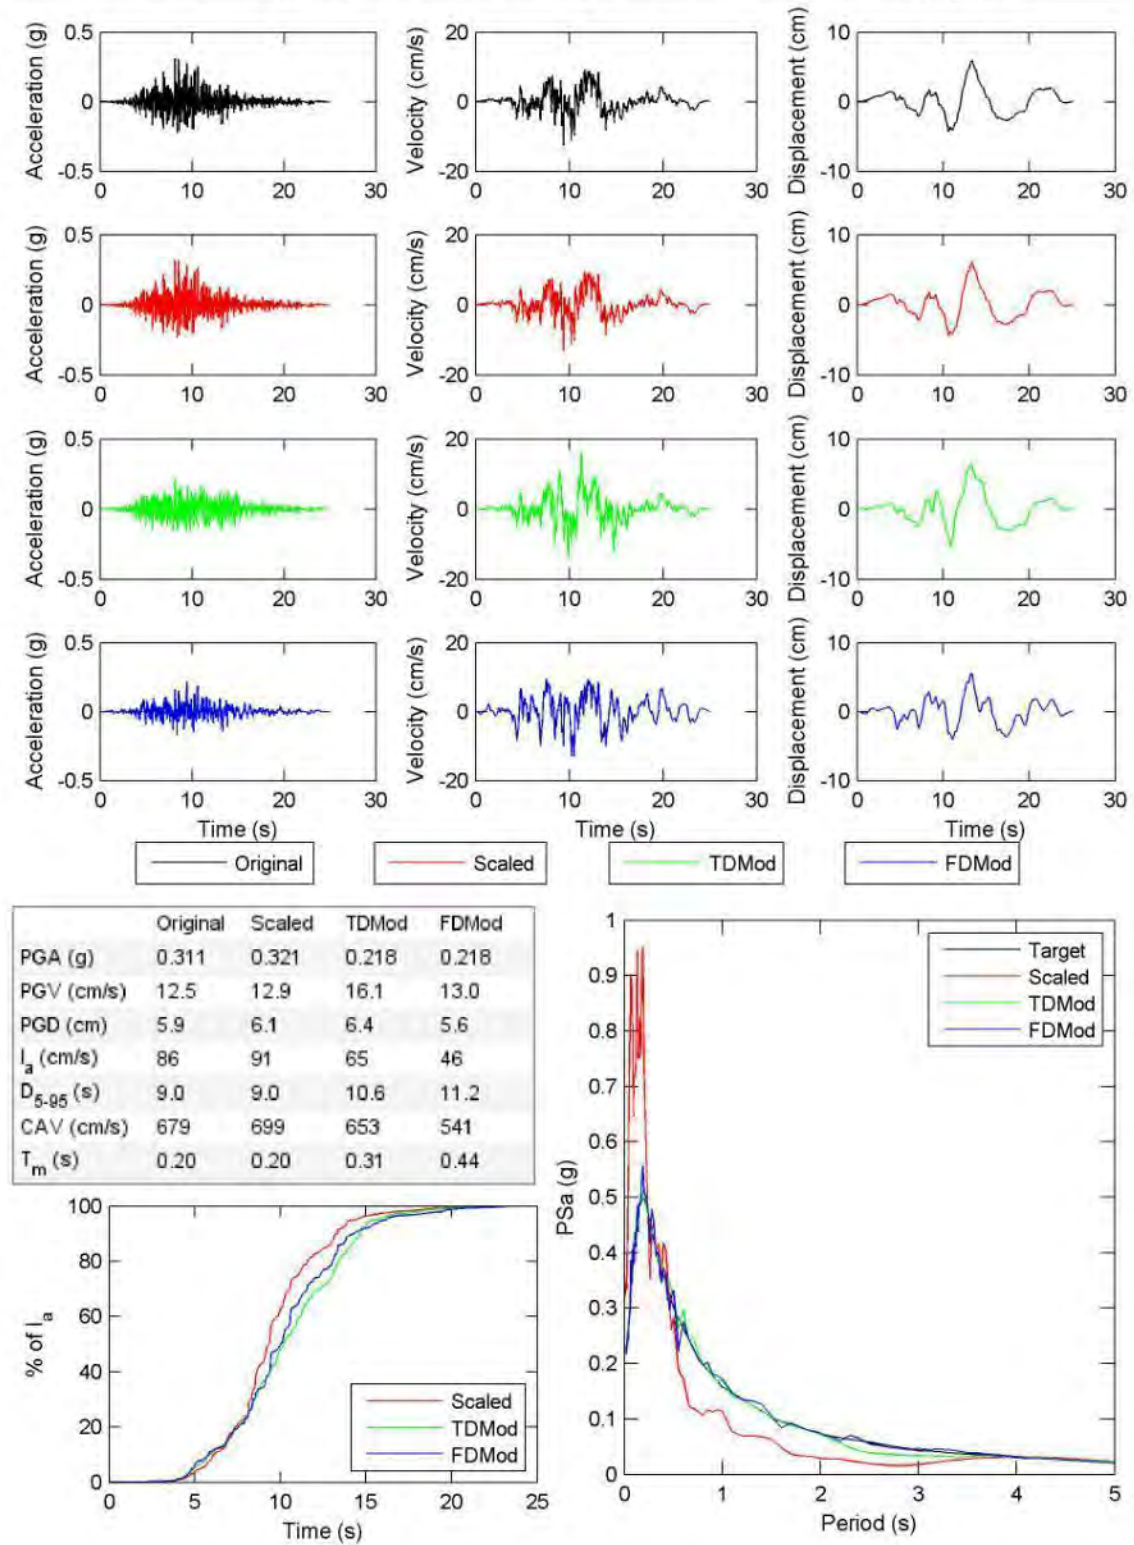 Acceleration (g)
0.5
0
-0.5
0 10 20 30
Velocity (cm/s)
20
0
-20
0 10 20 30
Displacement (cm)
10
0
-10
0 10 20 30
Acceleration (g)
0.5
0
-0.5
0 10 20 30
Velocity (cm/s)
20
0
-20
0 10 20 30
Displacement (cm)
10
0
-10
0 10 20 30
Acceleration (g)
0.5
0
-0.5
0 10 20 30
Velocity (cm/s)
20
0
-20
0 10 20 30
Displacement (cm)
10
0
-10
0 10 20 30
Acceleration (g)
0.5
0
-0.5
0 10 20 30
Time (s)
Velocity (cm/s)
20
0
-20
0 10 20 30
Time (s)
Displacement (cm)
10
0
-10
0 10 20 30
Time (s)
Original Scaled TDMod FDMod
Original Scaled TDMod FDMod
PGA (g) 0.311 0.321 0.218 0.218
PGV (cm/s) 12.5 12.9 16.1 13.0
PGD (cm) 5.9 6.1 6.4 5.6
Ia (cm/s) 86 91 65 46
D5-95 (s) 9.0 9.0 10.6 11.2
CAV (cm/s) 679 699 653 541
Tm (s) 0.20 0.20 0.31 0.44
% of Ia
100
80
60
40
20
0
0 5 10 15 20 25
Time (s)
Scaled
TDMod
FDMod
PSa (g)
1
0.9
0.8
0.7
0.6
0.5
0.4
0.3
0.2
0.1
0
0 1 2 3 4 5
Period (s)
Target
Scaled
TDMod
FDMod